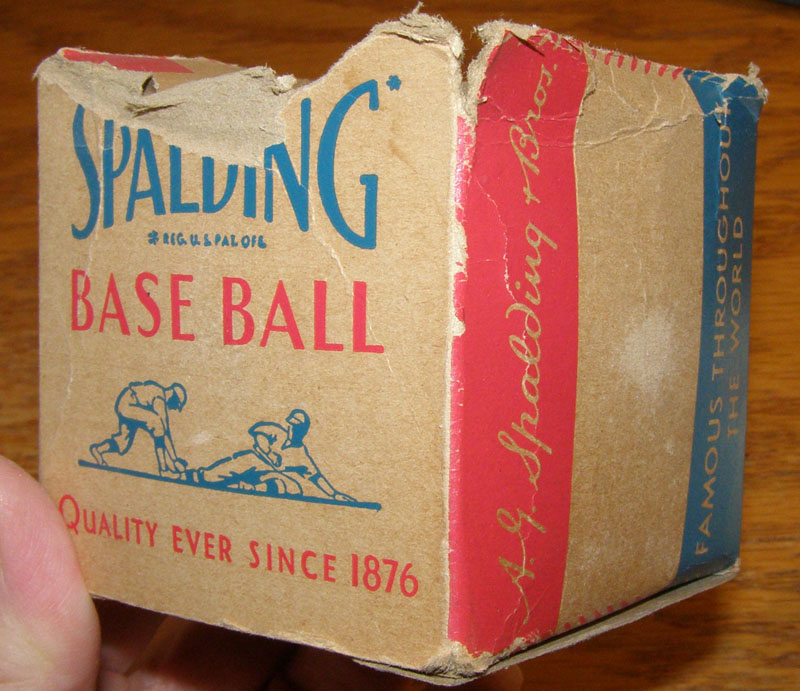 SPALDING*
* REG. U.S. PAT. OFF.
BASE BALL
QUALITY EVER SINCE 1876
A.G. Spalding & Bros.
FAMOUS THROUGHOUT
THE WORLD